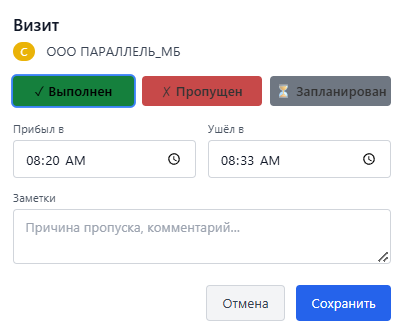 Визит
С ООО ПАРАЛЛЕЛЬ_МБ
✓ Выполнен ✗ Пропущен ⏳ Запланирован
Прибыл в Ушёл в
08:20 AM 08:33 AM
Заметки
Причина пропуска, комментарий...
Отмена Сохранить